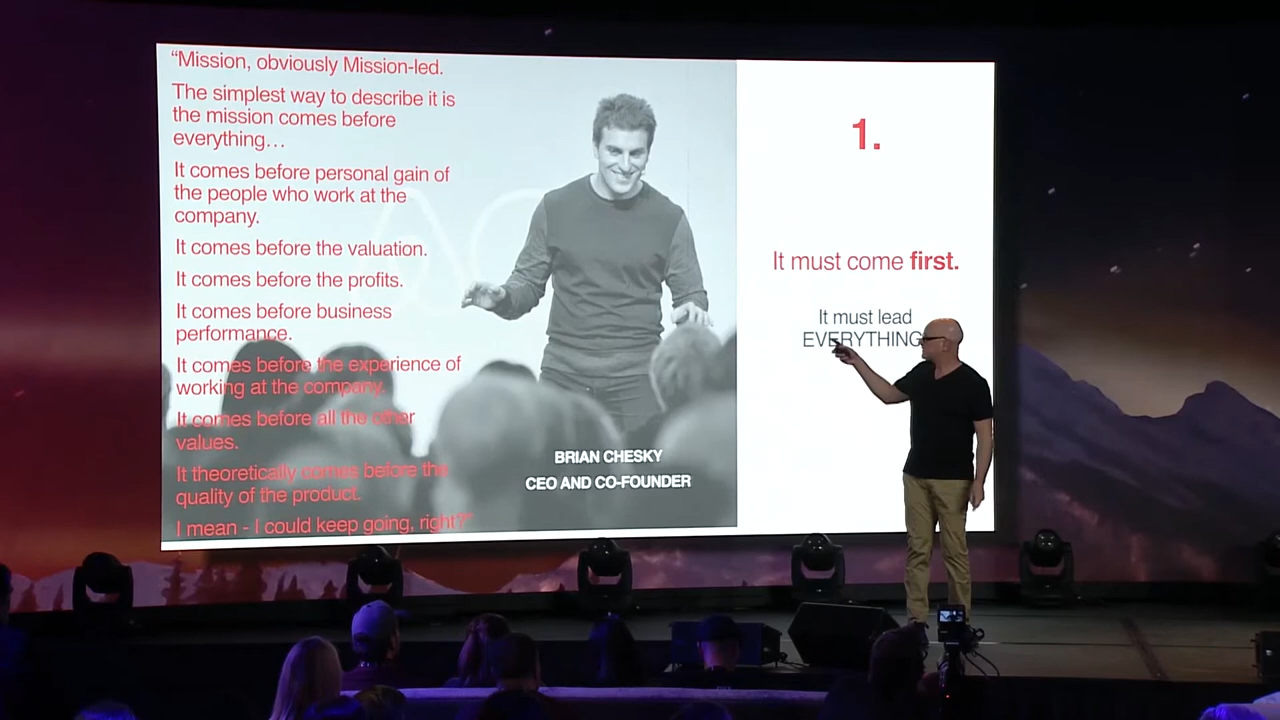 “Mission, obviously Mission-led.
The simplest way to describe it is
the mission comes before
everything…
It comes before personal gain of
the people who work at the
company.
It comes before the valuation.
It comes before the profits.
It comes before business
performance.
It comes before the experience of
working at the company.
It comes before all the other
values.
It theoretically comes before the
quality of the product.
I mean - I could keep going, right?”
BRIAN CHESKY
CEO AND CO-FOUNDER
1.
It must come first.
It must lead
EVERYTHING